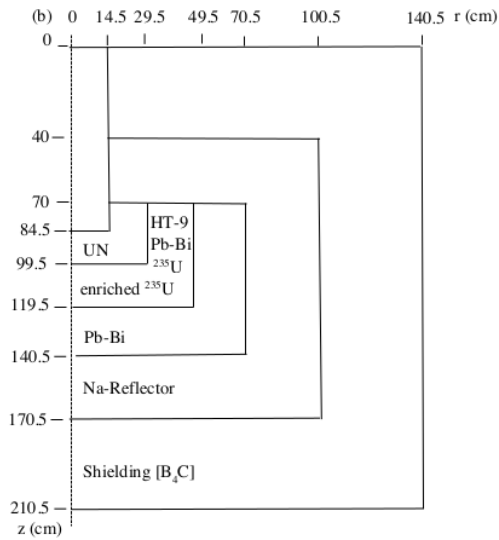 (b) 0 14.5 29.5 49.5 70.5 100.5 140.5 r (cm)
0
40
70
HT-9
84.5
Pb-Bi
UN
99.5
²³⁵U
enriched ²³⁵U
119.5
Pb-Bi
140.5
Na-Reflector
170.5
Shielding [B₄C]
210.5
z (cm)